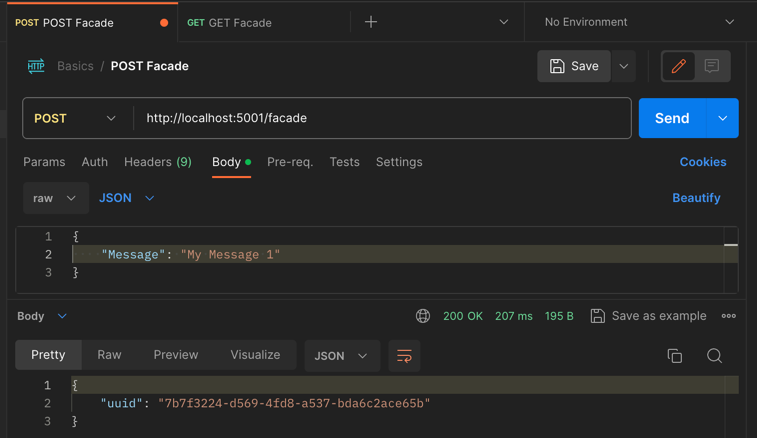 POST POST Facade GET GET Facade No Environment
HTTP Basics / POST Facade Save
POST http://localhost:5001/facade Send
Params Auth Headers (9) Body Pre-req. Tests Settings Cookies
raw JSON Beautify
1 {
2 "Message": "My Message 1"
3 }
Body 200 OK 207 ms 195 B Save as example
Pretty Raw Preview Visualize JSON
1 {
2 "uuid": "7b7f3224-d569-4fd8-a537-bda6c2ace65b"
3 }